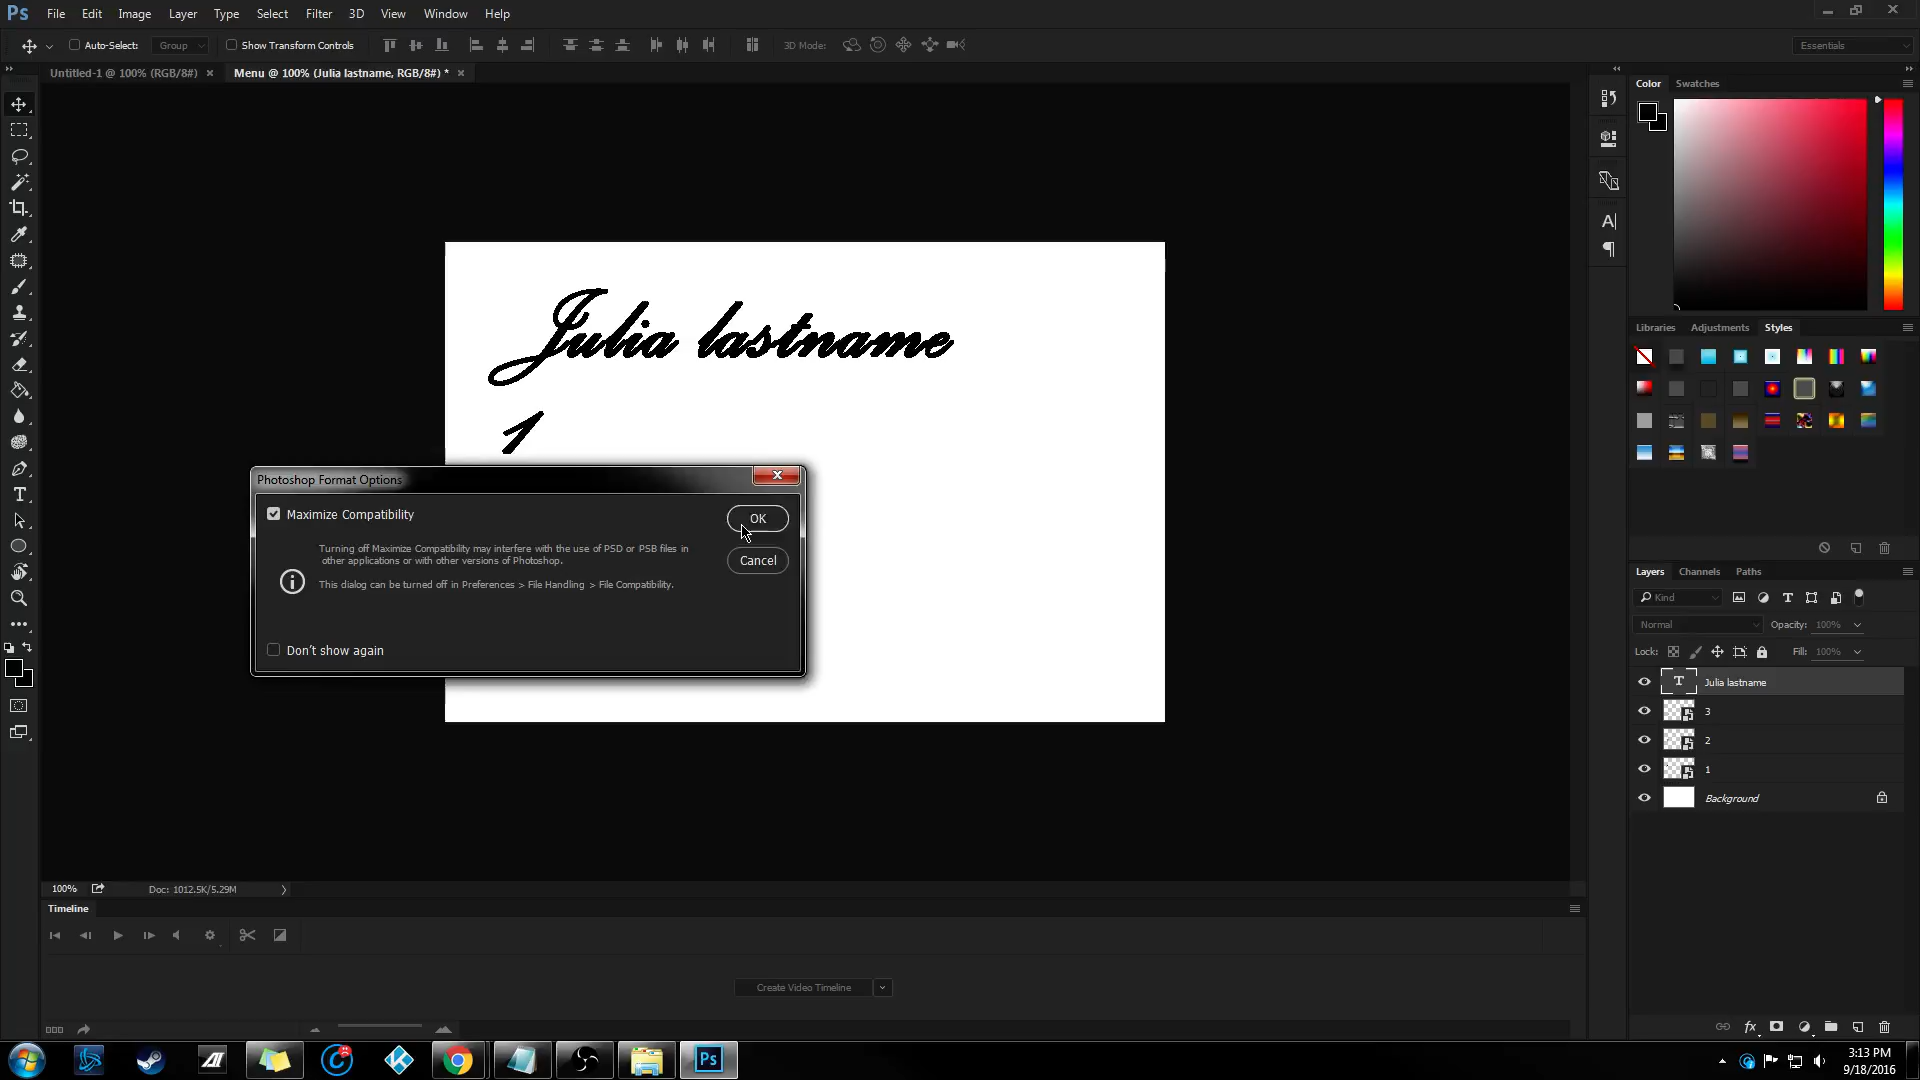 Ps File Edit Image Layer Type Select Filter 3D View Window Help
Auto-Select: Group Show Transform Controls 3D Mode: Essentials
Untitled-1 @ 100% (RGB/8#) × Menu @ 100% (Julia lastname, RGB/8#) * ×
Color Swatches
Julia lastname
1
Libraries Adjustments Styles
Photoshop Format Options
Maximize Compatibility
OK
Turning off Maximize Compatibility may interfere with the use of PSD or PSB files in
other applications or with other versions of Photoshop.
Cancel
This dialog can be turned off in Preferences > File Handling > File Compatibility.
Don't show again
Layers Channels Paths
Kind
Normal Opacity: 100%
Lock: Fill: 100%
T Julia lastname
3
2
1
Background
100% Doc: 1012.5K/5.29M
Timeline
Create Video Timeline
fx
Ps
3:13 PM
9/18/2016